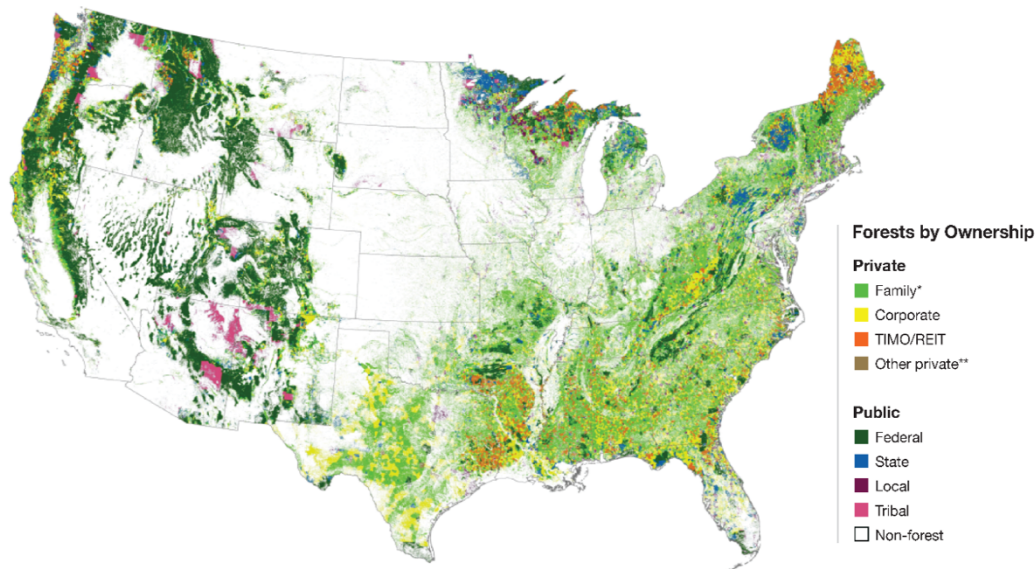 Forests by Ownership
Private
Family*
Corporate
TIMO/REIT
Other private**
Public
Federal
State
Local
Tribal
Non-forest